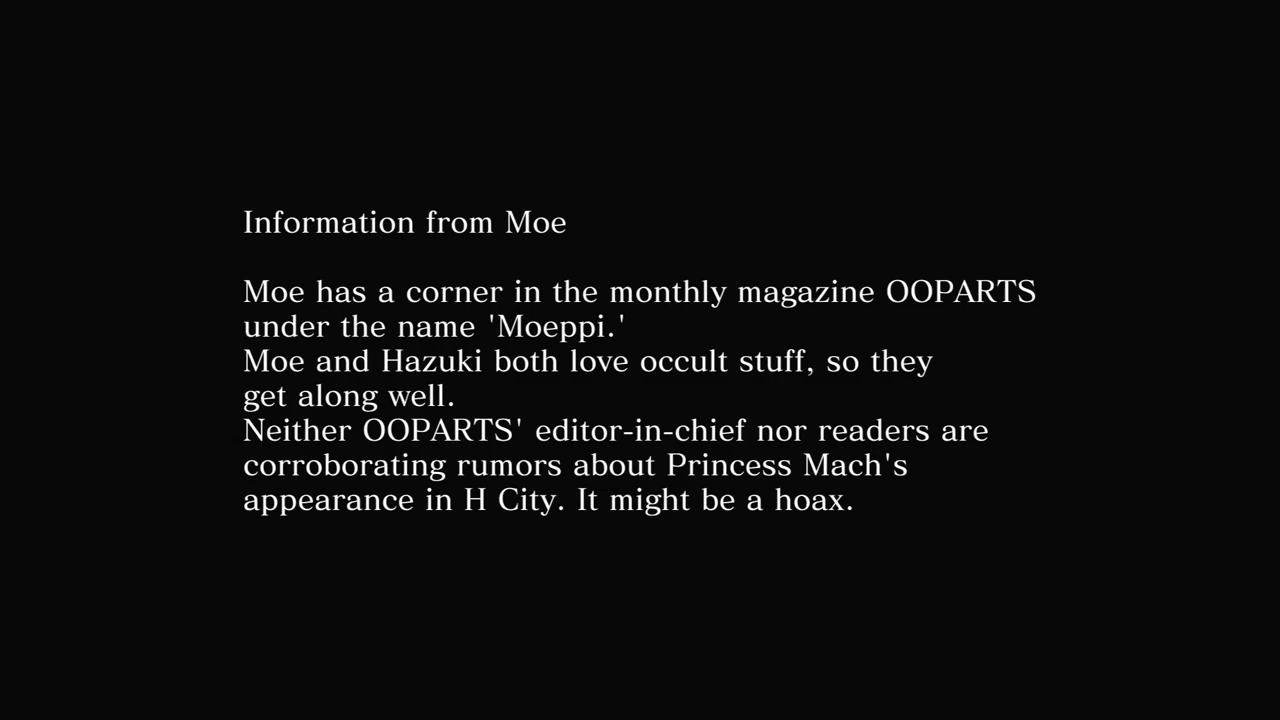 Information from Moe
Moe has a corner in the monthly magazine OOPARTS
under the name 'Moeppi.'
Moe and Hazuki both love occult stuff, so they
get along well.
Neither OOPARTS' editor-in-chief nor readers are
corroborating rumors about Princess Mach's
appearance in H City. It might be a hoax.